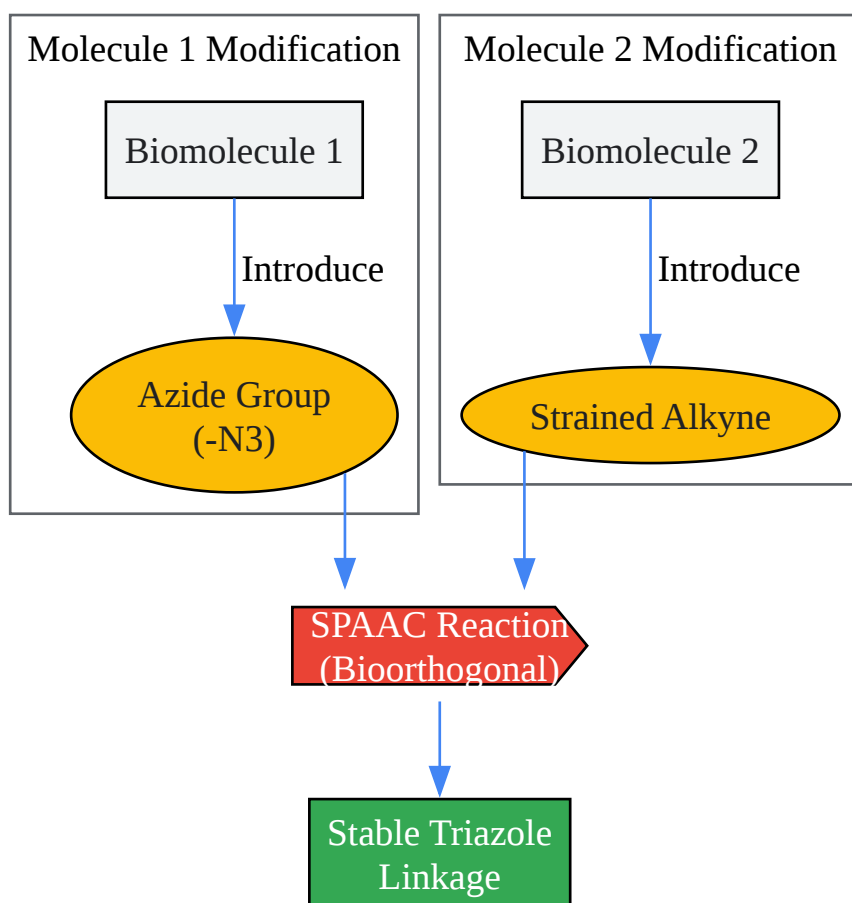 Molecule 1 Modification
Biomolecule 1
Introduce
Azide Group
(-N3)
Molecule 2 Modification
Biomolecule 2
Introduce
Strained Alkyne
SPAAC Reaction
(Bioorthogonal)
Stable Triazole
Linkage